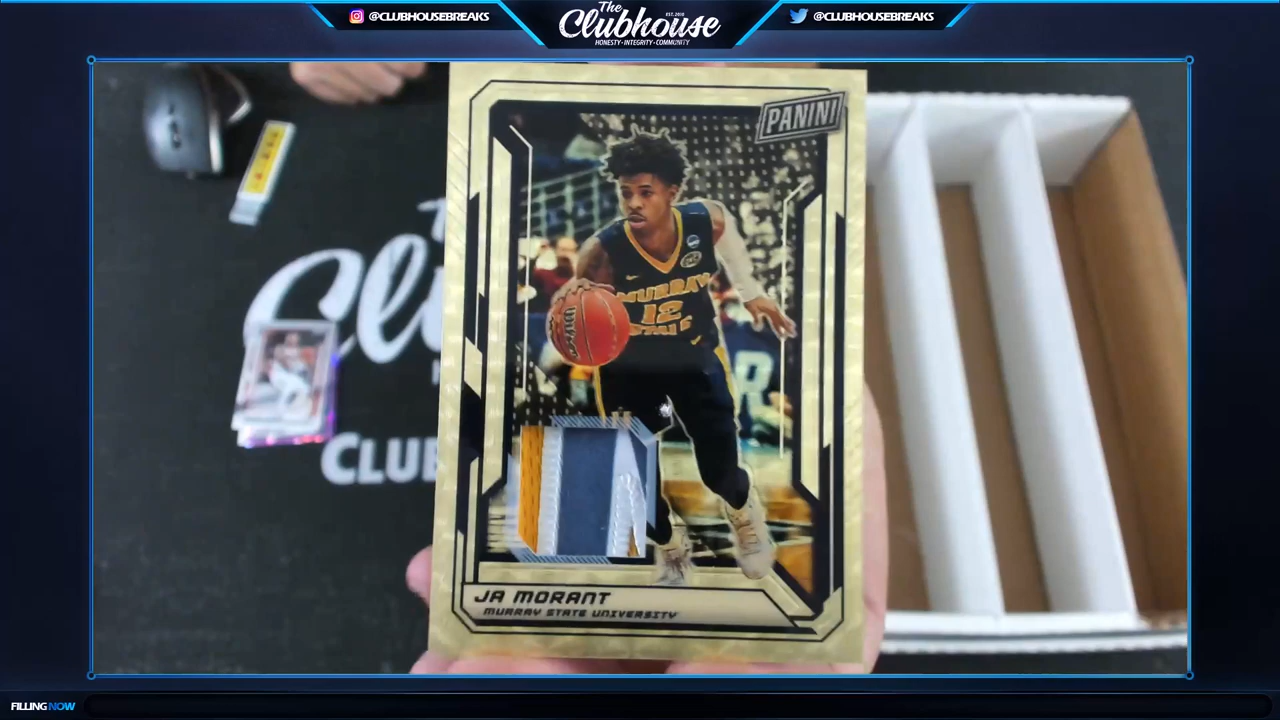 @CLUBHOUSEBREAKS
The
Clubhouse
EST. 2018
HONESTY • INTEGRITY • COMMUNITY
@CLUBHOUSEBREAKS
PANINI
MURRAY
12
STATE
R
CLUB
JA MORANT
MURRAY STATE UNIVERSITY
FILLING NOW